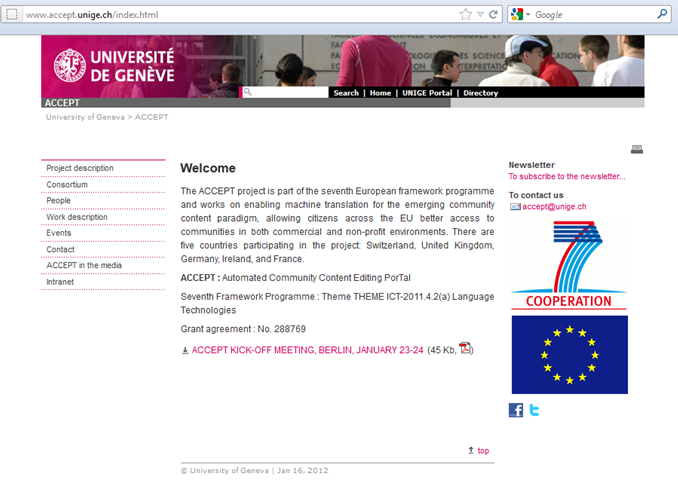 www.accept.unige.ch/index.html
Google
UNIVERSITÉ
DE GENÈVE
Search | Home | UNIGE Portal | Directory
ACCEPT
University of Geneva > ACCEPT
Project description
Consortium
People
Work description
Events
Contact
ACCEPT in the media
Intranet
Welcome
The ACCEPT project is part of the seventh European framework programme
and works on enabling machine translation for the emerging community
content paradigm, allowing citizens across the EU better access to
communities in both commercial and non-profit environments. There are
five countries participating in the project: Switzerland, United Kingdom,
Germany, Ireland, and France.
ACCEPT : Automated Community Content Editing PorTal
Seventh Framework Programme : Theme THEME ICT-2011.4.2(a) Language
Technologies
Grant agreement : No. 288769
ACCEPT KICK-OFF MEETING, BERLIN, JANUARY 23-24 (45 Kb, )
top
© University of Geneva | Jan 16, 2012
Newsletter
To subscribe to the newsletter...
To contact us
accept@unige.ch
7
COOPERATION